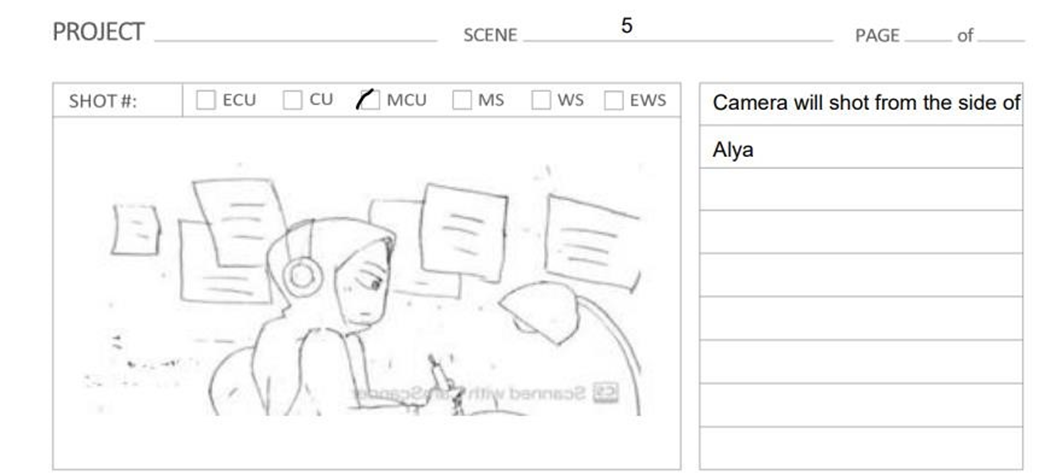 PROJECT
SCENE 5
PAGE of
SHOT #: ECU CU MCU MS WS EWS
Camera will shot from the side of
Alya
CS Scanned with CamScanner